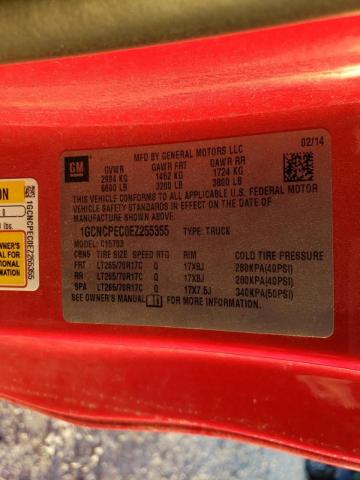 GM
MFD BY GENERAL MOTORS LLC
02/14
GVWR GAWR FRT GAWR RR
2994 KG 1452 KG 1724 KG
6600 LB 3200 LB 3800 LB
THIS VEHICLE CONFORMS TO ALL APPLICABLE U.S. FEDERAL MOTOR
VEHICLE SAFETY STANDARDS IN EFFECT ON THE DATE OF
MANUFACTURE SHOWN ABOVE.
1GCNCPEC0EZ255355 TYPE: TRUCK
MODEL: C15703
TIRE SIZE SPEED RTG RIM COLD TIRE PRESSURE
FRT LT265/70R17C Q 17X8J 280KPA(40PSI)
RR LT265/70R17C Q 17X8J 280KPA(40PSI)
SPA LT265/70R17C Q 17X7.5J 340KPA(50PSI)
SEE OWNER'S MANUAL
ON
lbs.
OWNER'S
FOR
1GCNCPEC0EZ255355